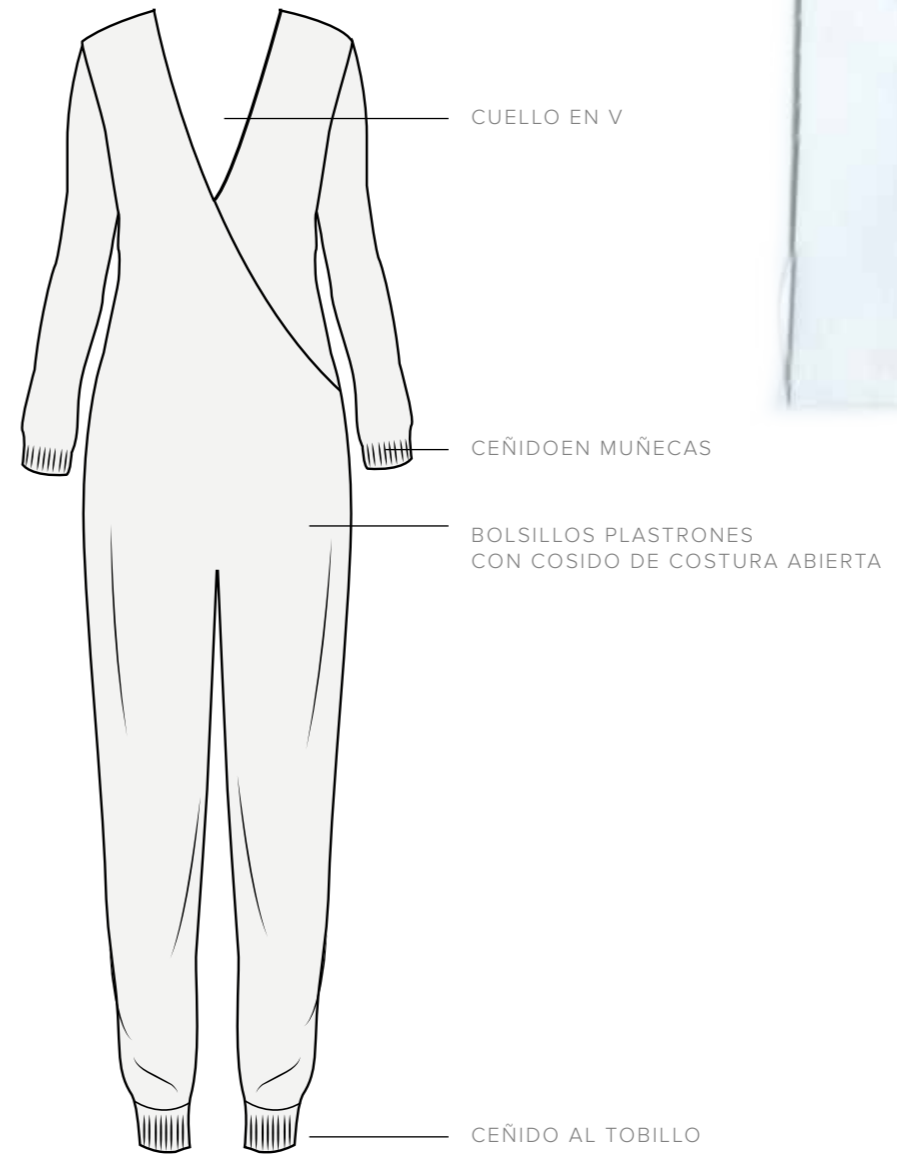 CUELLO EN V
CEÑIDOEN MUÑECAS
BOLSILLOS PLASTRONES
CON COSIDO DE COSTURA ABIERTA
CEÑIDO AL TOBILLO